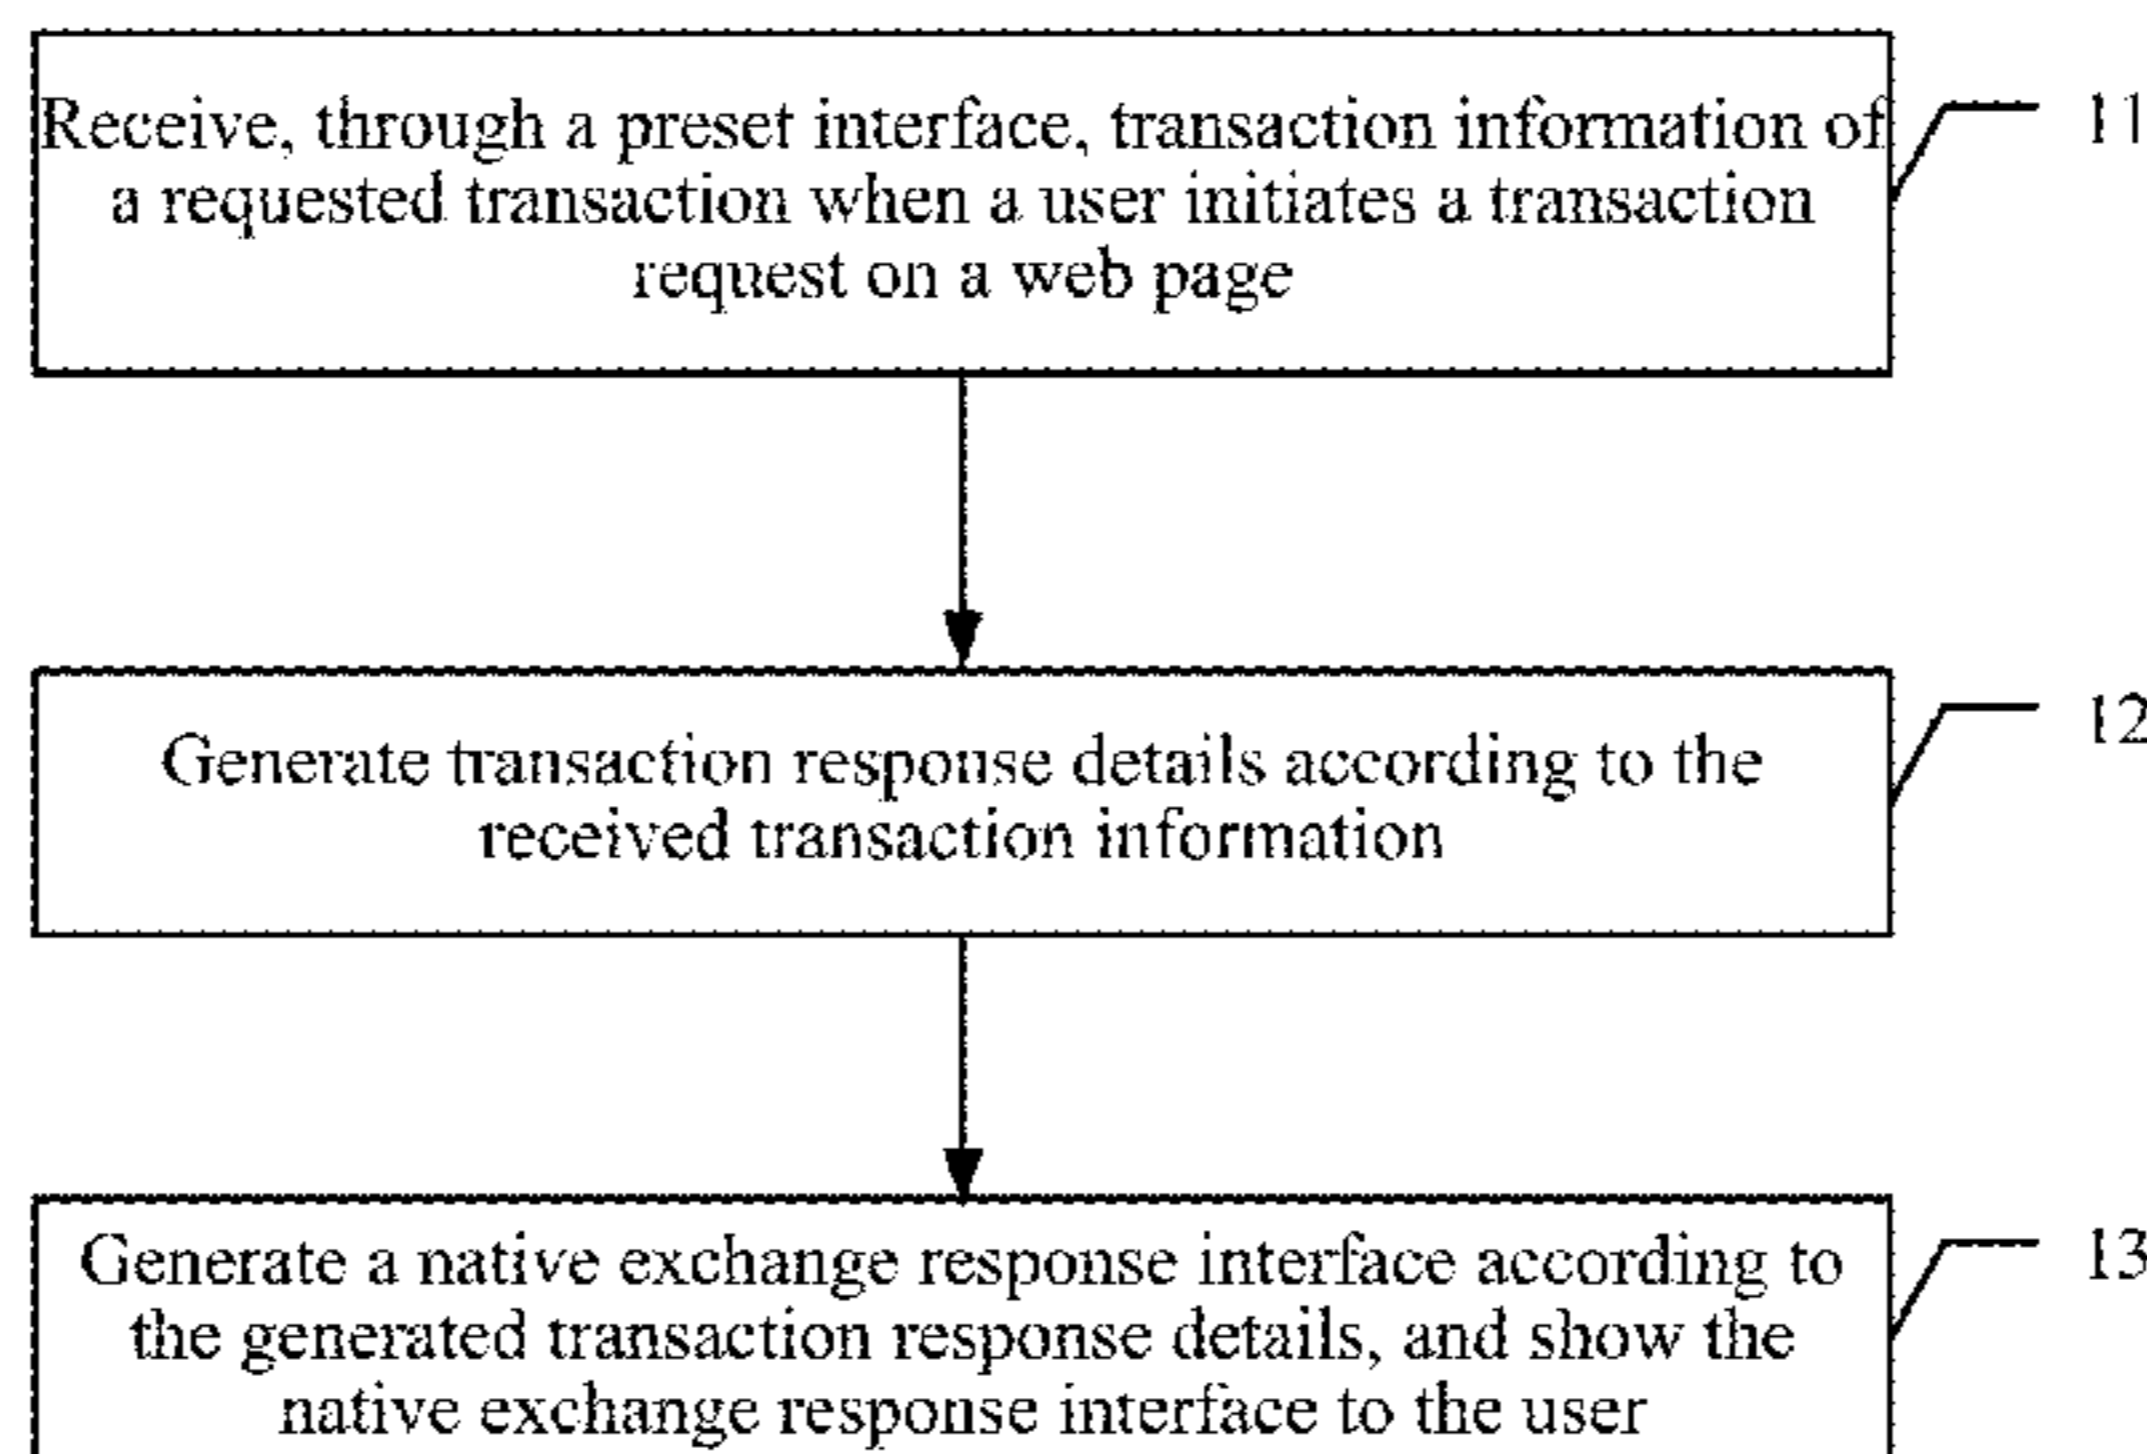 Receive, through a preset interface, transaction information of
a requested transaction when a user initiates a transaction
request on a web page
11
Generate transaction response details according to the
received transaction information
12
Generate a native exchange response interface according to
the generated transaction response details, and show the
native exchange response interface to the user
13